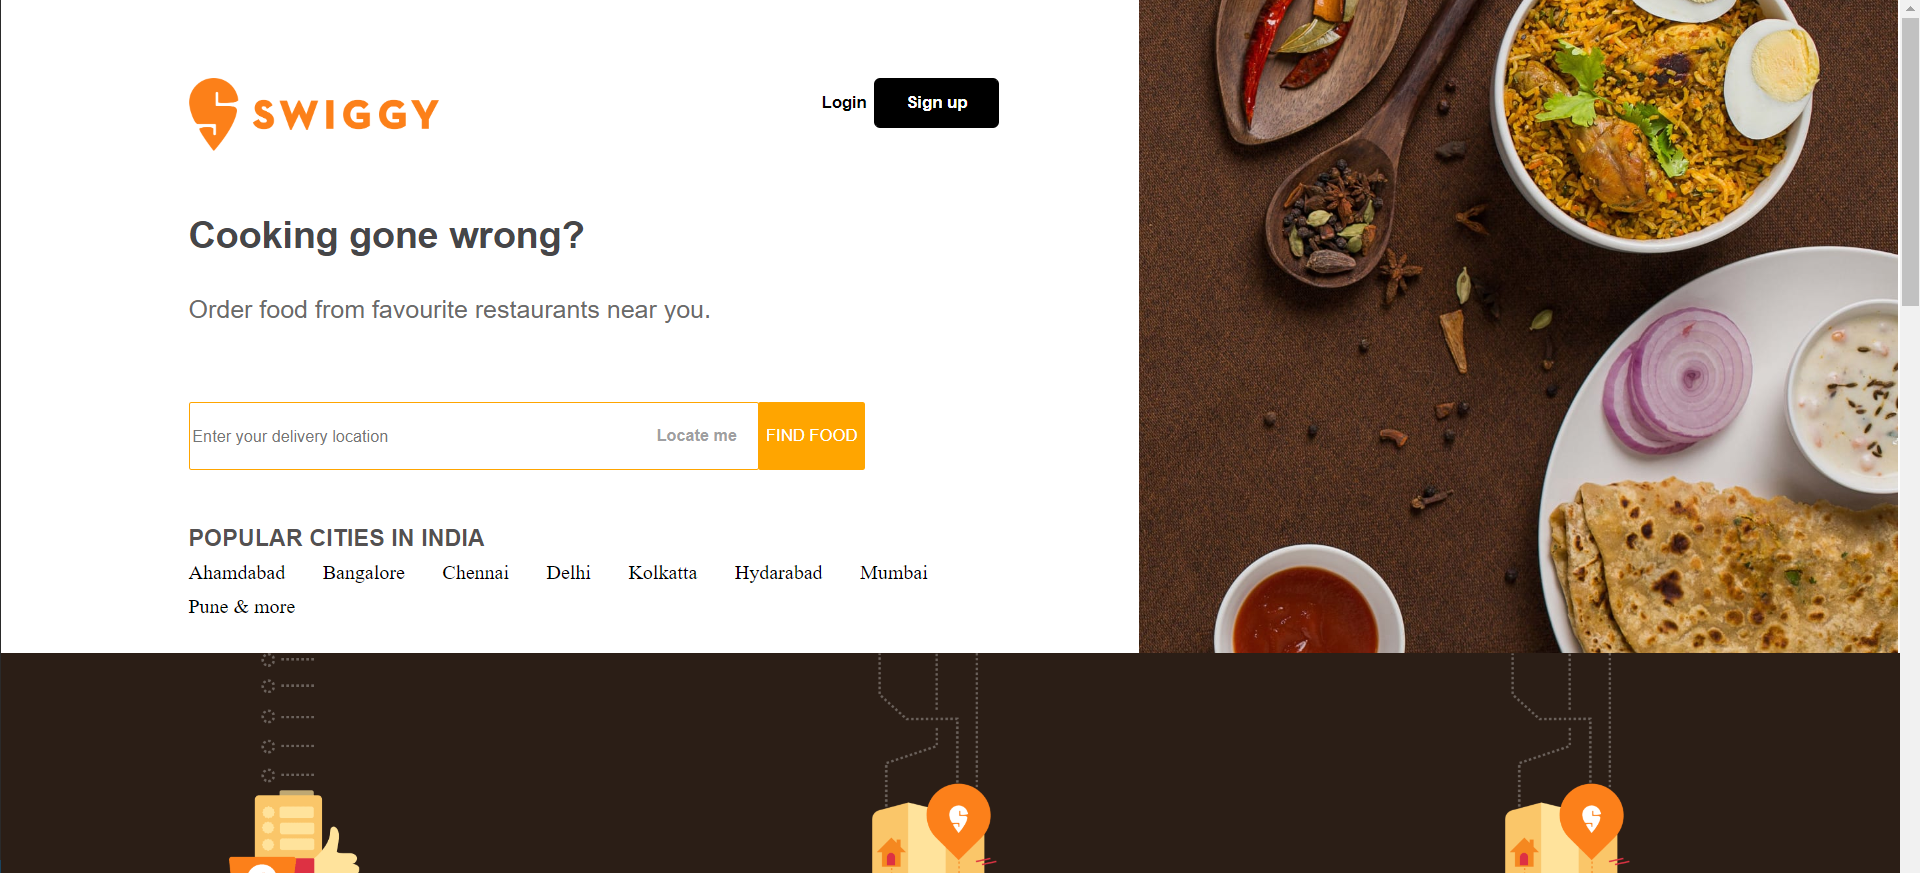 SWIGGY
Login
Sign up
Cooking gone wrong?
Order food from favourite restaurants near you.
Enter your delivery location
Locate me
FIND FOOD
POPULAR CITIES IN INDIA
Ahamdabad Bangalore Chennai Delhi Kolkatta Hydarabad Mumbai
Pune & more